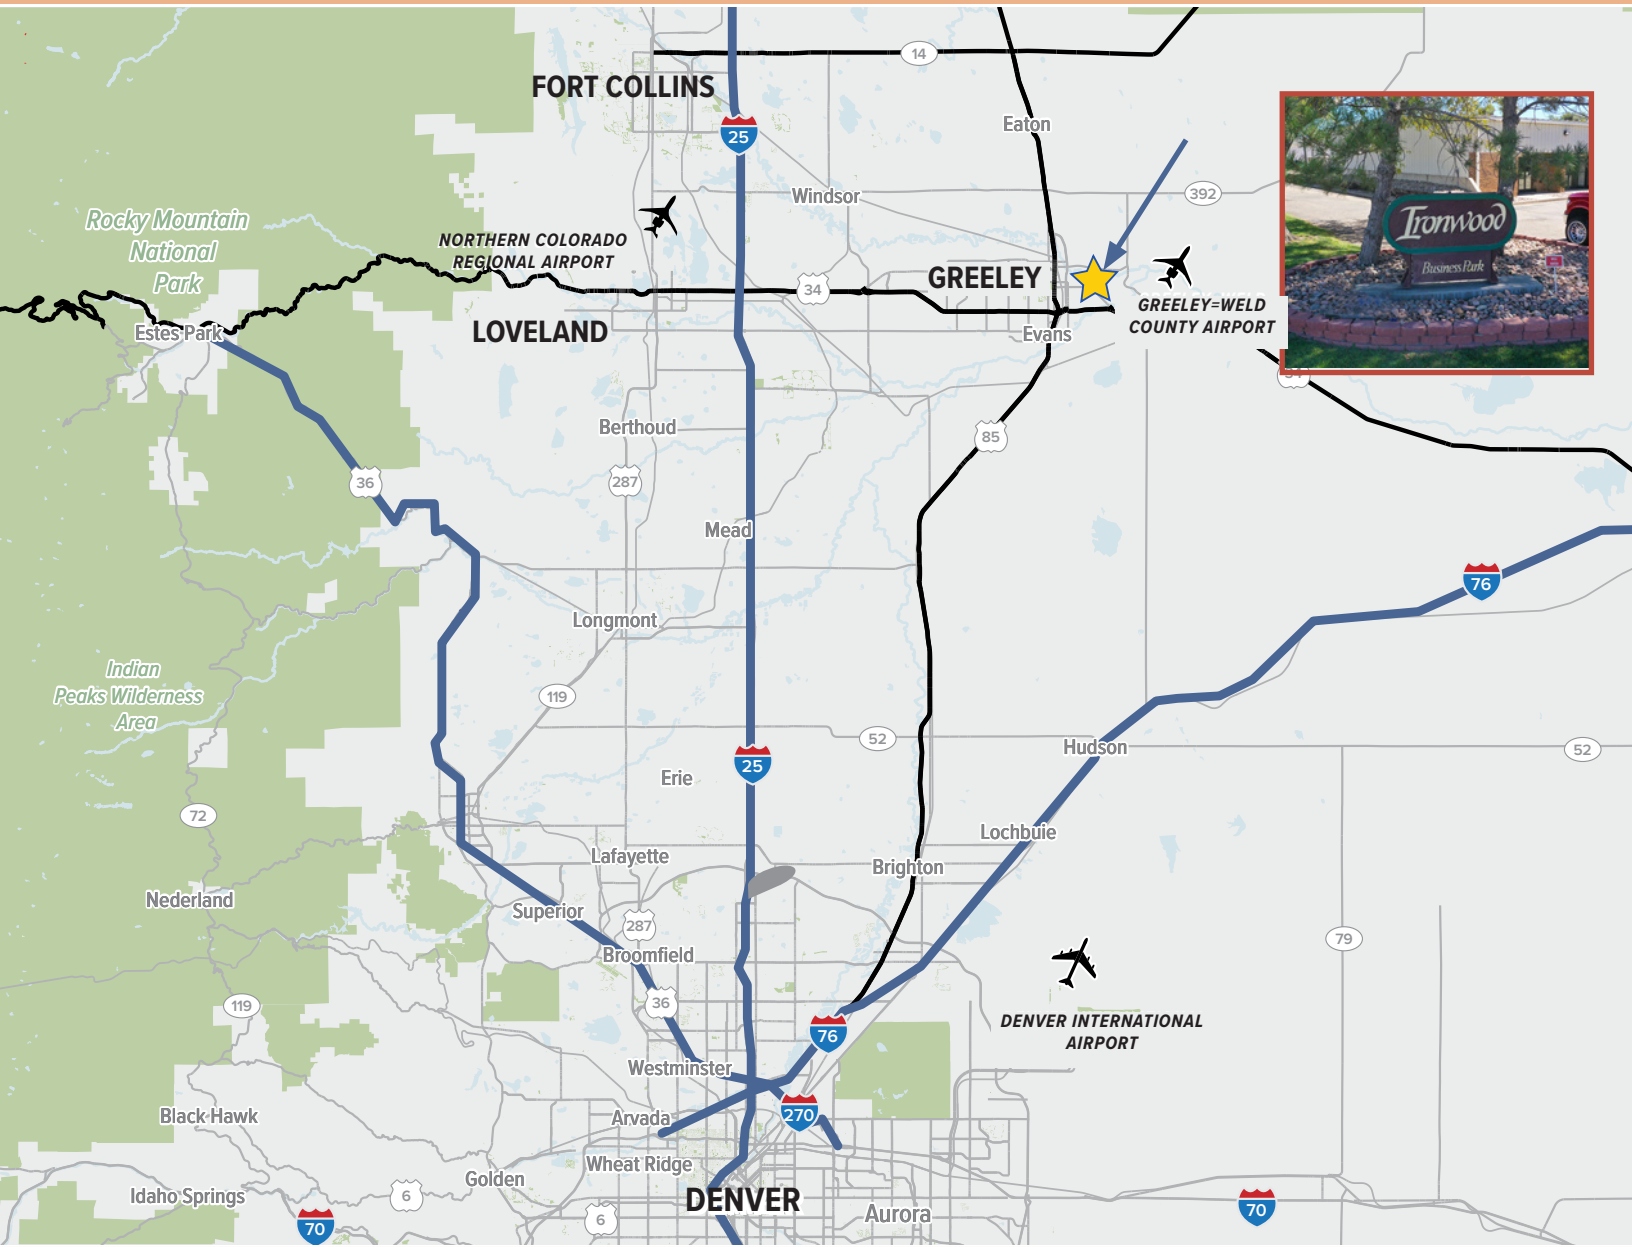 14
FORT COLLINS
25
Eaton
Windsor
392
Ironwood
Business Park
Rocky Mountain
National
Park
NORTHERN COLORADO
REGIONAL AIRPORT
34
GREELEY
GREELEY=WELD
COUNTY AIRPORT
Estes Park
LOVELAND
Evans
34
Berthoud
85
36
287
Mead
76
Longmont
Indian
Peaks Wilderness
Area
119
52
Hudson
52
25
Erie
72
Lochbuie
Lafayette
Brighton
Nederland
Superior
287
79
Broomfield
119
36
DENVER INTERNATIONAL
AIRPORT
76
Westminster
Black Hawk
Arvada
270
Wheat Ridge
Golden
Idaho Springs
6
DENVER
Aurora
70
6
70